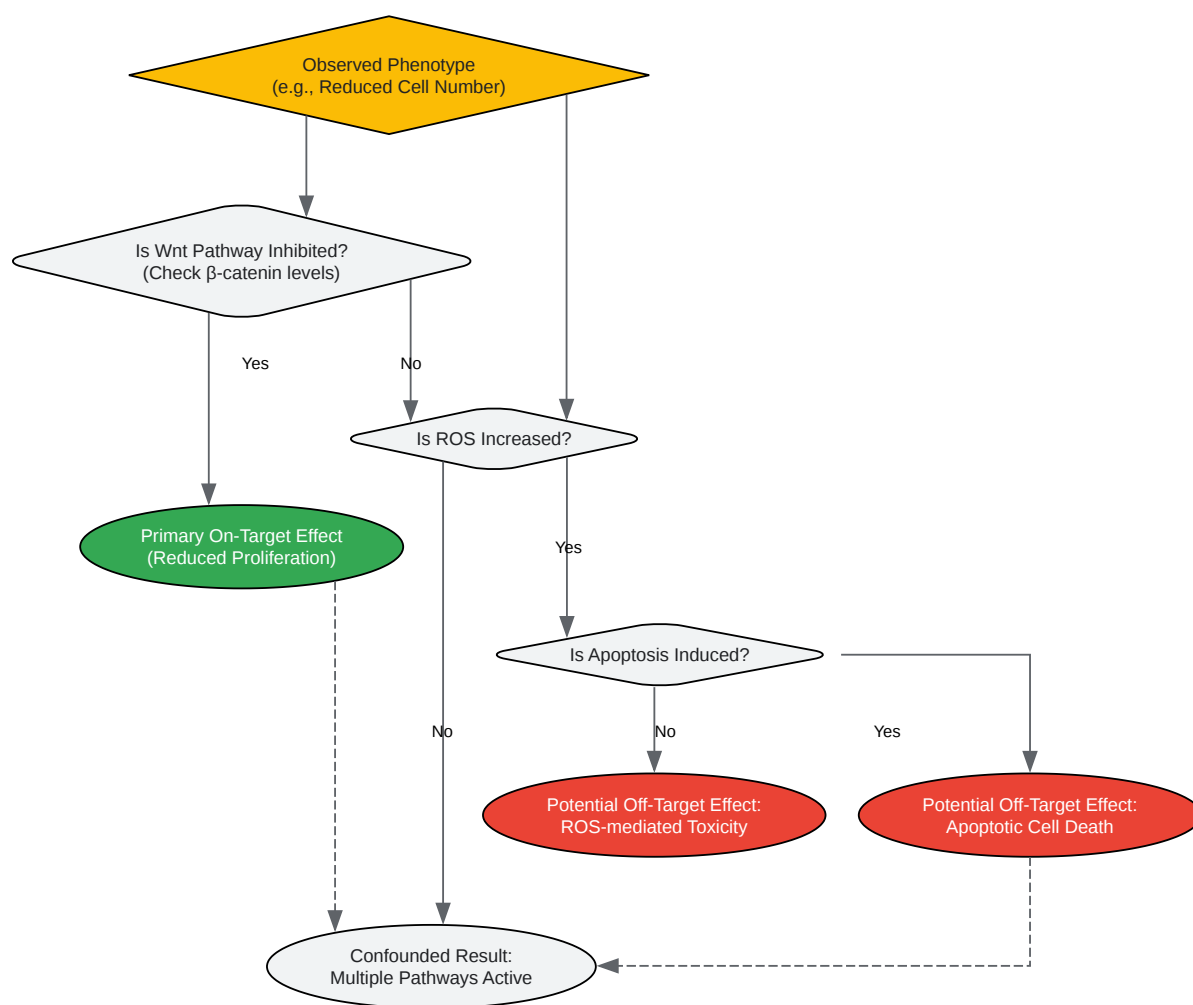 Observed Phenotype
(e.g., Reduced Cell Number)
Is Wnt Pathway Inhibited?
(Check β-catenin levels)
Yes
No
Is ROS Increased?
Primary On-Target Effect
(Reduced Proliferation)
Yes
Is Apoptosis Induced?
No
No
Yes
Potential Off-Target Effect:
ROS-mediated Toxicity
Potential Off-Target Effect:
Apoptotic Cell Death
Confounded Result:
Multiple Pathways Active